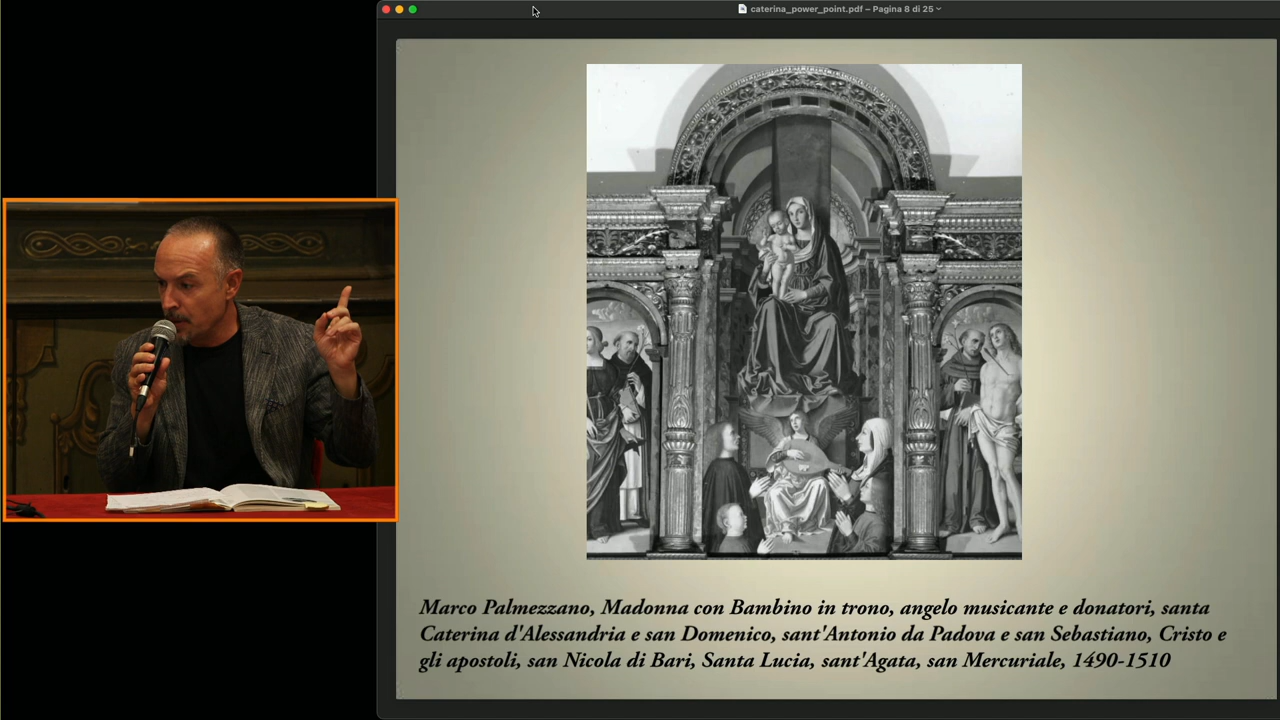 caterina_power_point.pdf – Pagina 8 di 25
Marco Palmezzano, Madonna con Bambino in trono, angelo musicante e donatori, santa
Caterina d'Alessandria e san Domenico, sant'Antonio da Padova e san Sebastiano, Cristo e
gli apostoli, san Nicola di Bari, Santa Lucia, sant'Agata, san Mercuriale, 1490-1510